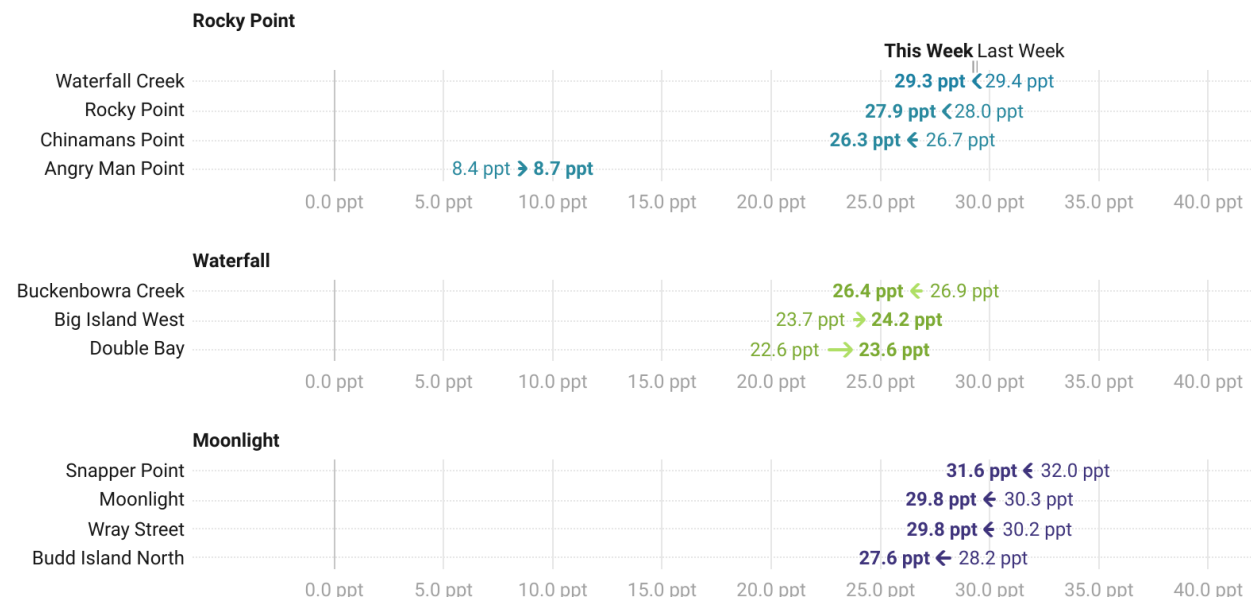 Rocky Point
This Week Last Week
Waterfall Creek 29.3 ppt 29.4 ppt
Rocky Point 27.9 ppt 28.0 ppt
Chinamans Point 26.3 ppt 26.7 ppt
Angry Man Point 8.4 ppt 8.7 ppt
0.0 ppt 5.0 ppt 10.0 ppt 15.0 ppt 20.0 ppt 25.0 ppt 30.0 ppt 35.0 ppt 40.0 ppt
Waterfall
Buckenbowra Creek 26.4 ppt 26.9 ppt
Big Island West 23.7 ppt 24.2 ppt
Double Bay 22.6 ppt 23.6 ppt
0.0 ppt 5.0 ppt 10.0 ppt 15.0 ppt 20.0 ppt 25.0 ppt 30.0 ppt 35.0 ppt 40.0 ppt
Moonlight
Snapper Point 31.6 ppt 32.0 ppt
Moonlight 29.8 ppt 30.3 ppt
Wray Street 29.8 ppt 30.2 ppt
Budd Island North 27.6 ppt 28.2 ppt
0.0 ppt 5.0 ppt 10.0 ppt 15.0 ppt 20.0 ppt 25.0 ppt 30.0 ppt 35.0 ppt 40.0 ppt